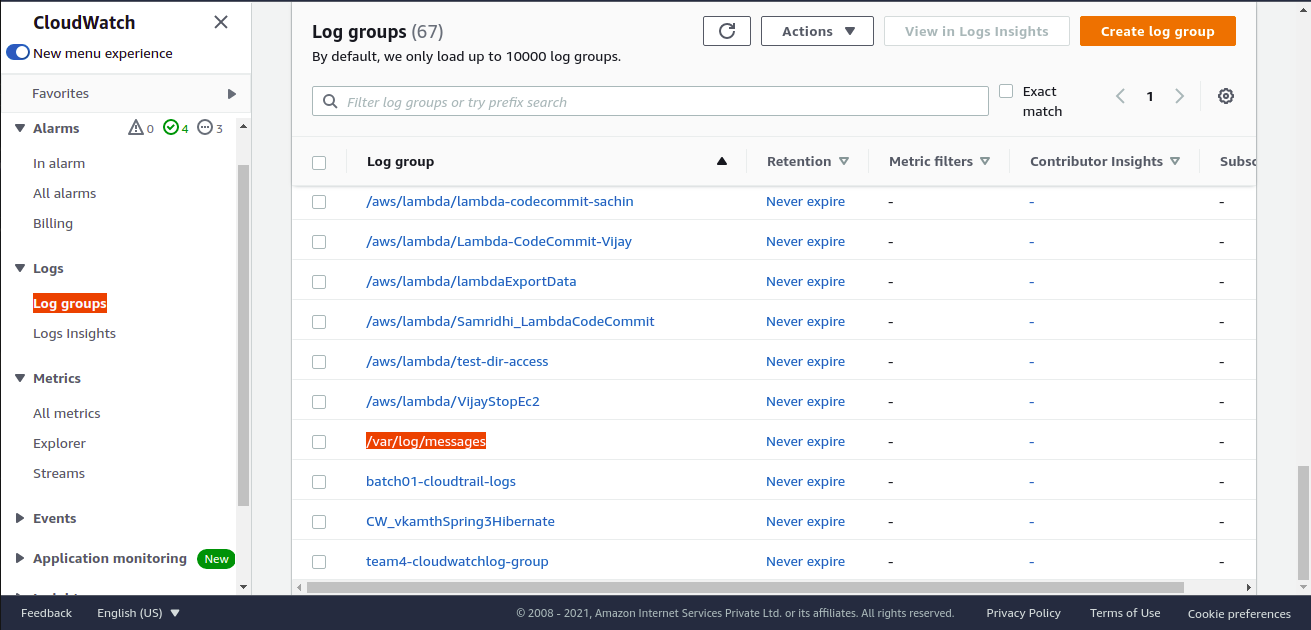 CloudWatch
New menu experience
Favorites
Alarms 0 4 3
In alarm
All alarms
Billing
Logs
Log groups
Logs Insights
Metrics
All metrics
Explorer
Streams
Events
Application monitoring New
Log groups (67)
Actions
View in Logs Insights
Create log group
By default, we only load up to 10000 log groups.
Filter log groups or try prefix search
Exact match
1
Log group Retention Metric filters Contributor Insights Subsc
/aws/lambda/lambda-codecommit-sachin Never expire - - -
/aws/lambda/Lambda-CodeCommit-Vijay Never expire - - -
/aws/lambda/lambdaExportData Never expire - - -
/aws/lambda/Samridhi_LambdaCodeCommit Never expire - - -
/aws/lambda/test-dir-access Never expire - - -
/aws/lambda/VijayStopEc2 Never expire - - -
/var/log/messages Never expire - - -
batch01-cloudtrail-logs Never expire - - -
CW_vkamthSpring3Hibernate Never expire - - -
team4-cloudwatchlog-group Never expire - - -
Feedback English (US) © 2008 - 2021, Amazon Internet Services Private Ltd. or its affiliates. All rights reserved. Privacy Policy Terms of Use Cookie preferences